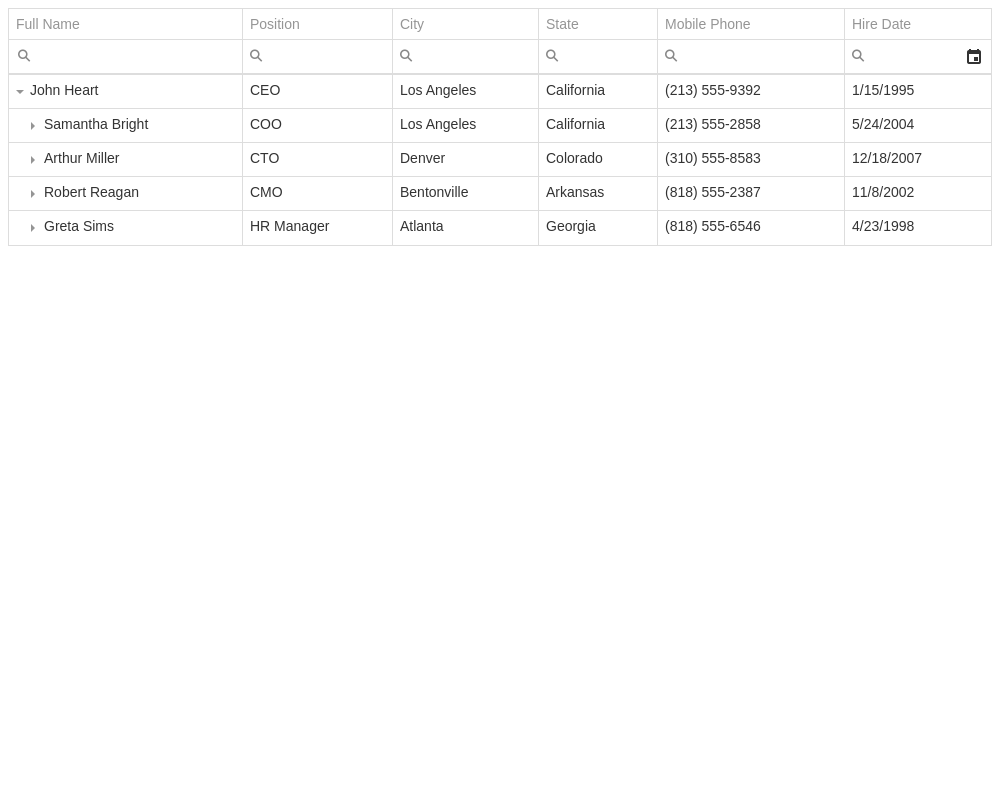 Full Name Position City State Mobile Phone Hire Date
John Heart CEO Los Angeles California (213) 555-9392 1/15/1995
Samantha Bright COO Los Angeles California (213) 555-2858 5/24/2004
Arthur Miller CTO Denver Colorado (310) 555-8583 12/18/2007
Robert Reagan CMO Bentonville Arkansas (818) 555-2387 11/8/2002
Greta Sims HR Manager Atlanta Georgia (818) 555-6546 4/23/1998